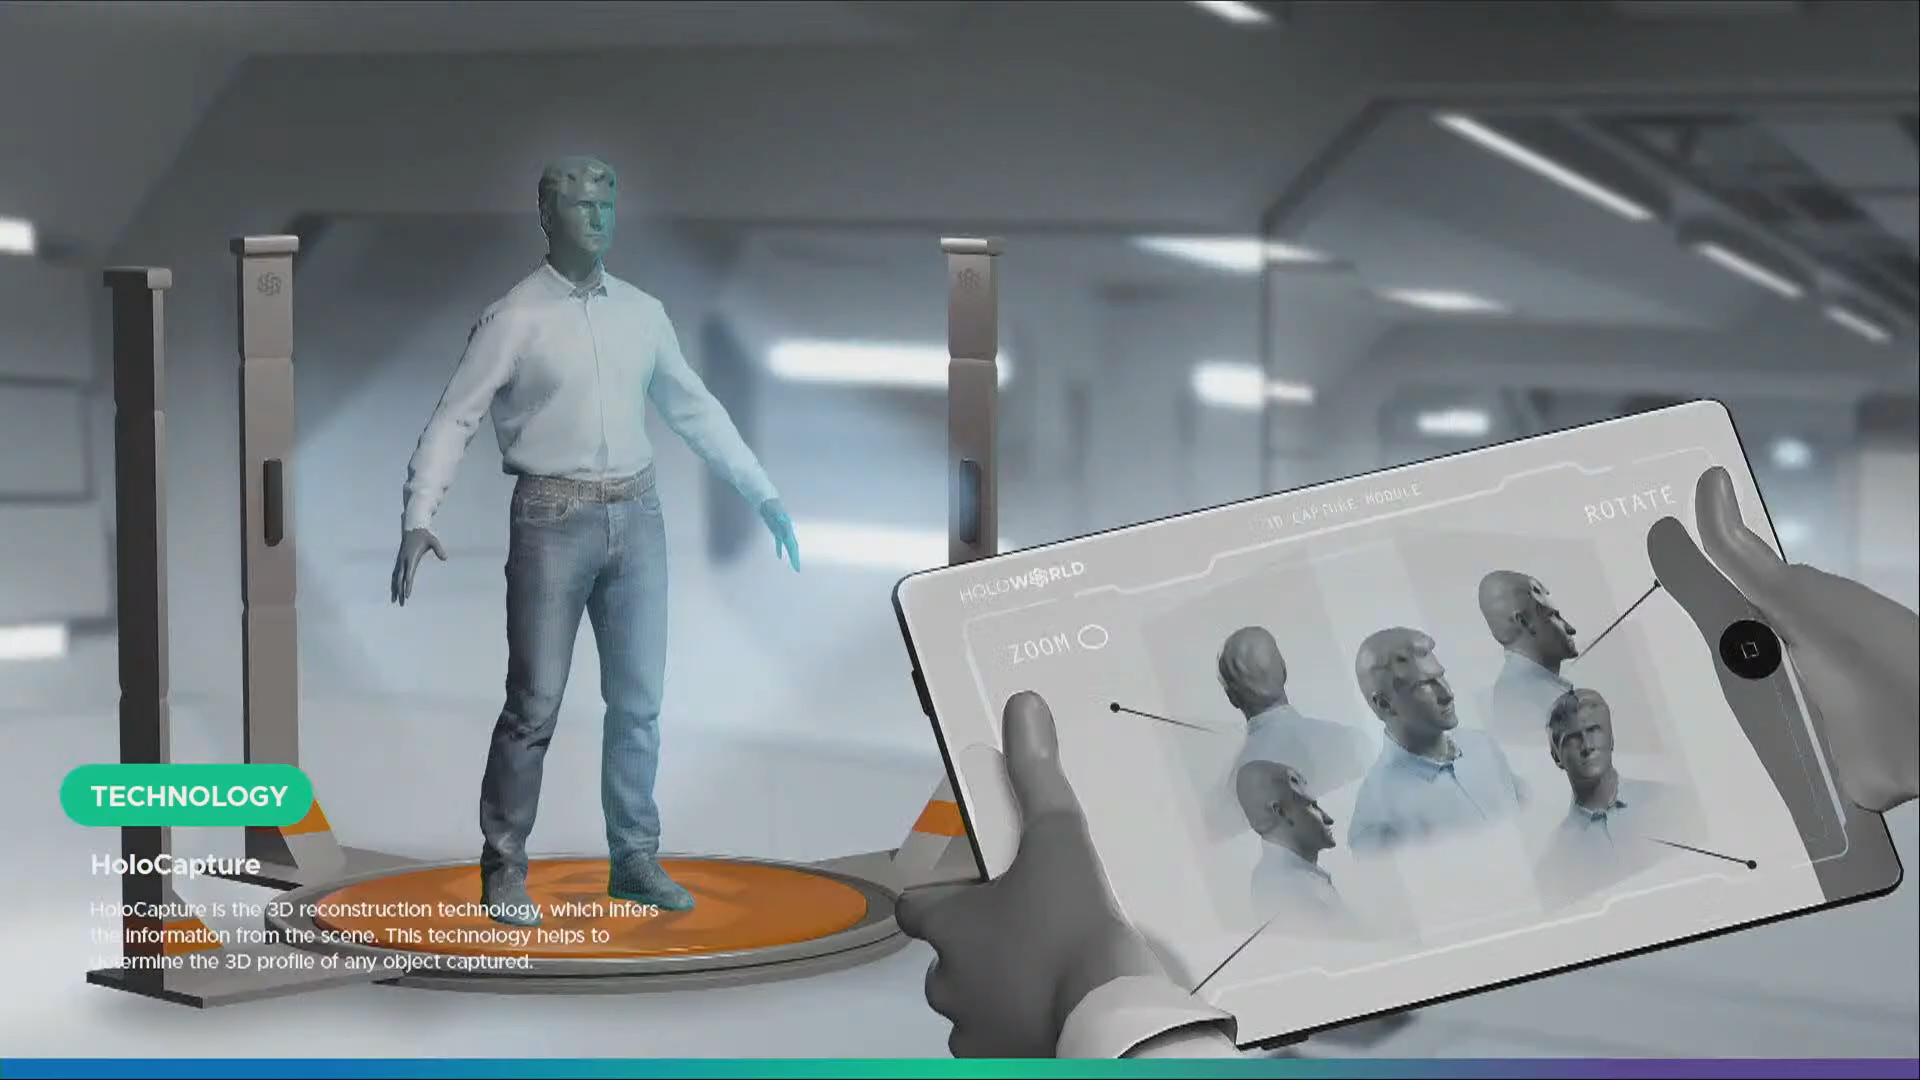 3D CAPTURE MODULE
ROTATE
HOLOWORLD
ZOOM
TECHNOLOGY
HoloCapture
HoloCapture is the 3D reconstruction technology, which infers
the information from the scene. This technology helps to
determine the 3D profile of any object captured.